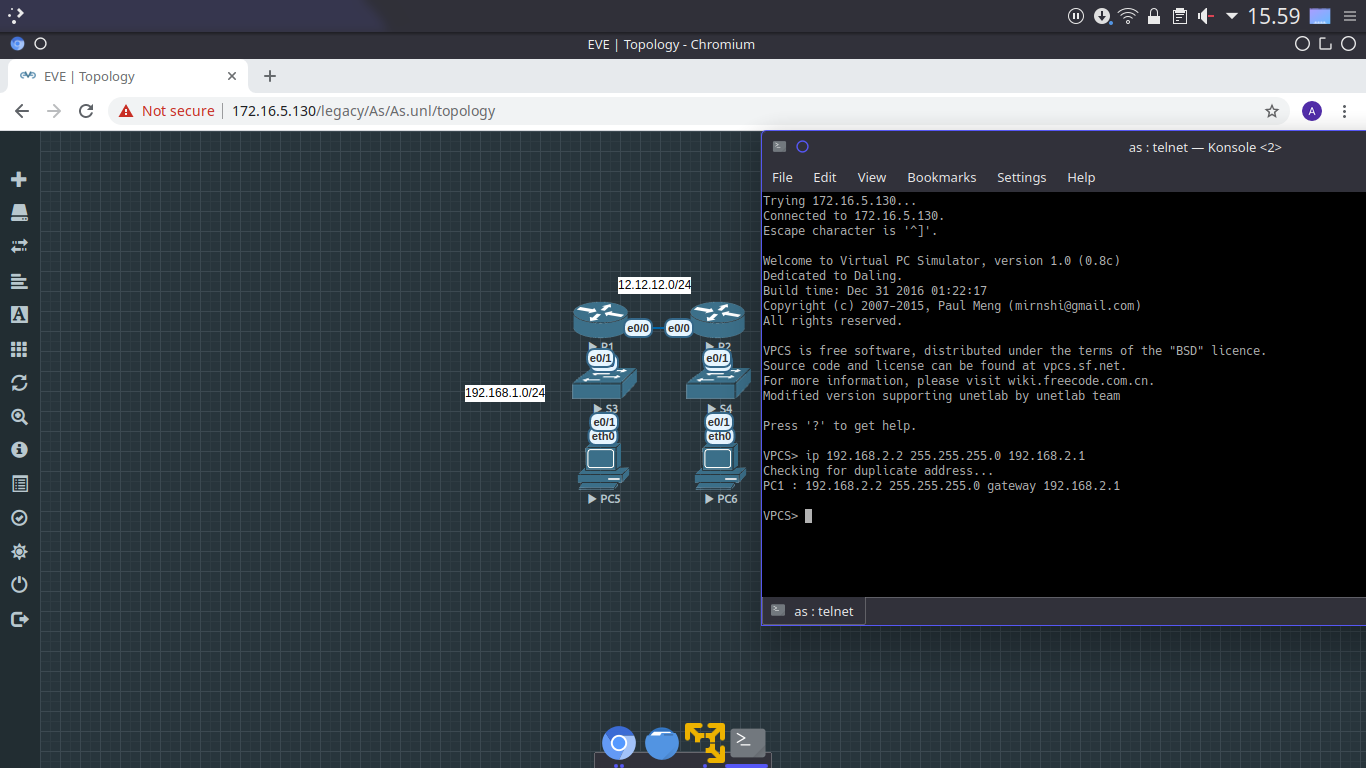 15.59
EVE | Topology - Chromium
EVE | Topology
Not secure
172.16.5.130/legacy/As/As.unl/topology
A
as : telnet — Konsole <2>
File Edit View Bookmarks Settings Help
Trying 172.16.5.130...
Connected to 172.16.5.130.
Escape character is '^]'.
Welcome to Virtual PC Simulator, version 1.0 (0.8c)
Dedicated to Daling.
Build time: Dec 31 2016 01:22:17
Copyright (c) 2007-2015, Paul Meng (mirnshi@gmail.com)
All rights reserved.
VPCS is free software, distributed under the terms of the "BSD" licence.
Source code and license can be found at vpcs.sf.net.
For more information, please visit wiki.freecode.com.cn.
Modified version supporting unetlab by unetlab team
Press '?' to get help.
VPCS> ip 192.168.2.2 255.255.255.0 192.168.2.1
Checking for duplicate address...
PC1 : 192.168.2.2 255.255.255.0 gateway 192.168.2.1
VPCS>
as : telnet
12.12.12.0/24
e0/0 e0/0
e0/1 e0/1
192.168.1.0/24
S3 S4
e0/1 e0/1
eth0 eth0
PC5 PC6